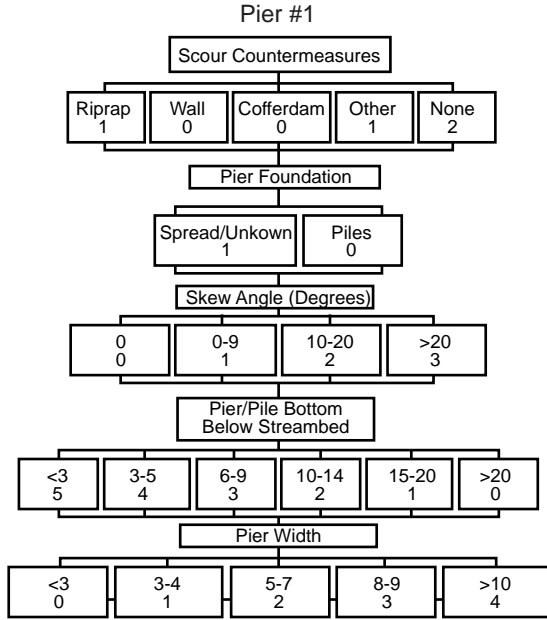 Pier #1
Scour Countermeasures
Riprap Wall Cofferdam Other None
1 0 0 1 2
Pier Foundation
Spread/Unkown Piles
1 0
Skew Angle (Degrees)
0 0-9 10-20 >20
0 1 2 3
Pier/Pile Bottom
Below Streambed
<3 3-5 6-9 10-14 15-20 >20
5 4 3 2 1 0
Pier Width
<3 3-4 5-7 8-9 >10
0 1 2 3 4